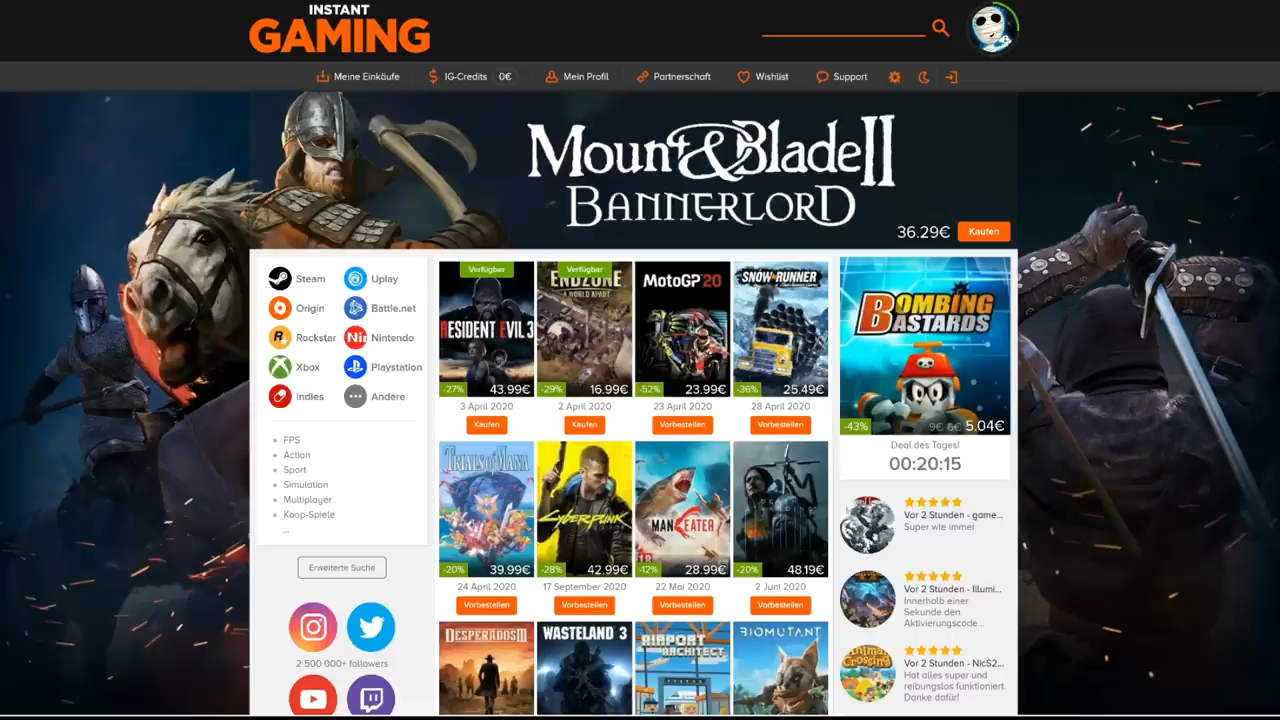 INSTANT
GAMING
Meine Einkäufe
IG-Credits 0€
Mein Profil
Partnerschaft
Wishlist
Support
Mount&Blade II
BANNERLORD
36.29€ Kaufen
Steam Uplay
Origin Battle.net
Rockstar Nintendo
Xbox Playstation
Indies Andere
FPS
Action
Sport
Simulation
Multiplayer
Koop-Spiele
...
Erweiterte Suche
2 500 000+ followers
Verfügbar
RESIDENT EVIL 3
-27% 43.99€
3 April 2020
Kaufen
Verfügbar
ENDZONE
A WORLD APART
-29% 16.99€
2 April 2020
Kaufen
MotoGP'20
-52% 23.99€
23 April 2020
Vorbestellen
SNOWRUNNER
-36% 25.49€
28 April 2020
Vorbestellen
TRIALS of MANA
-20% 39.99€
24 April 2020
Vorbestellen
CYBERPUNK
-28% 42.99€
17 September 2020
Vorbestellen
MANEATER
18
-12% 28.99€
22 Mai 2020
Vorbestellen
DEATH STRANDING
-20% 48.19€
2 Juni 2020
Vorbestellen
DESPERADOS III
WASTELAND 3
AIRPORT
ARCHITECT
BIOMUTANT
BOMBING
BASTARDS
-43% 5.04€
Deal des Tages!
00:20:15
Vor 2 Stunden - game...
Super wie immer
Vor 2 Stunden - Illumi...
Innerhalb einer
Sekunde den
Aktivierungscode...
Animal
Crossing
Vor 2 Stunden - NicS2...
Hat alles super und
reibungslos funktioniert.
Danke dafür!